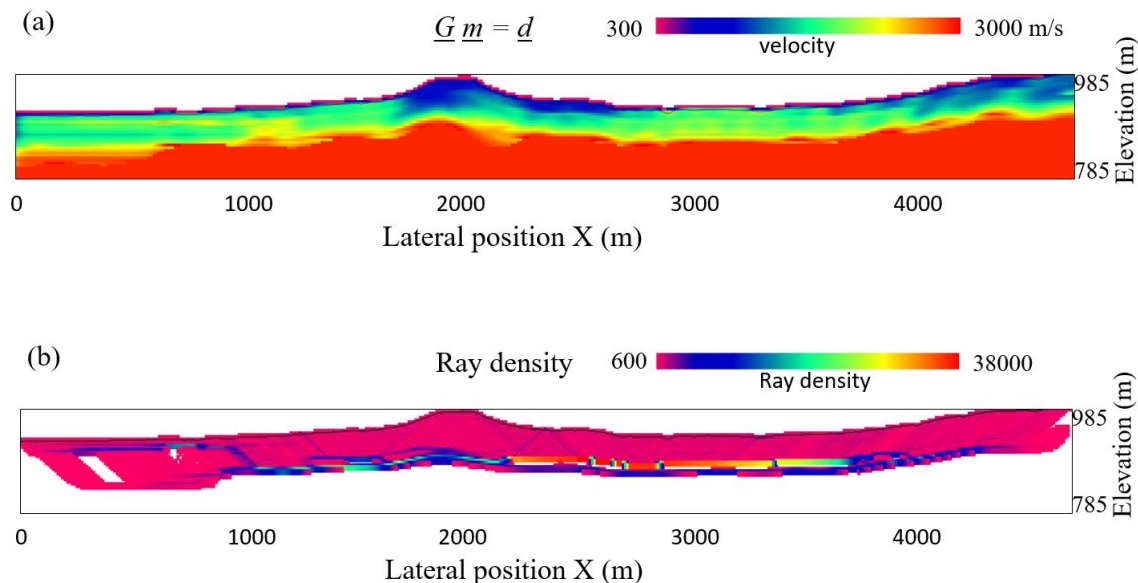 (a)
G m = d
300
3000 m/s
velocity
985
785
Elevation (m)
0
1000
2000
3000
4000
Lateral position X (m)
(b)
Ray density
600
38000
Ray density
985
785
Elevation (m)
0
1000
2000
3000
4000
Lateral position X (m)